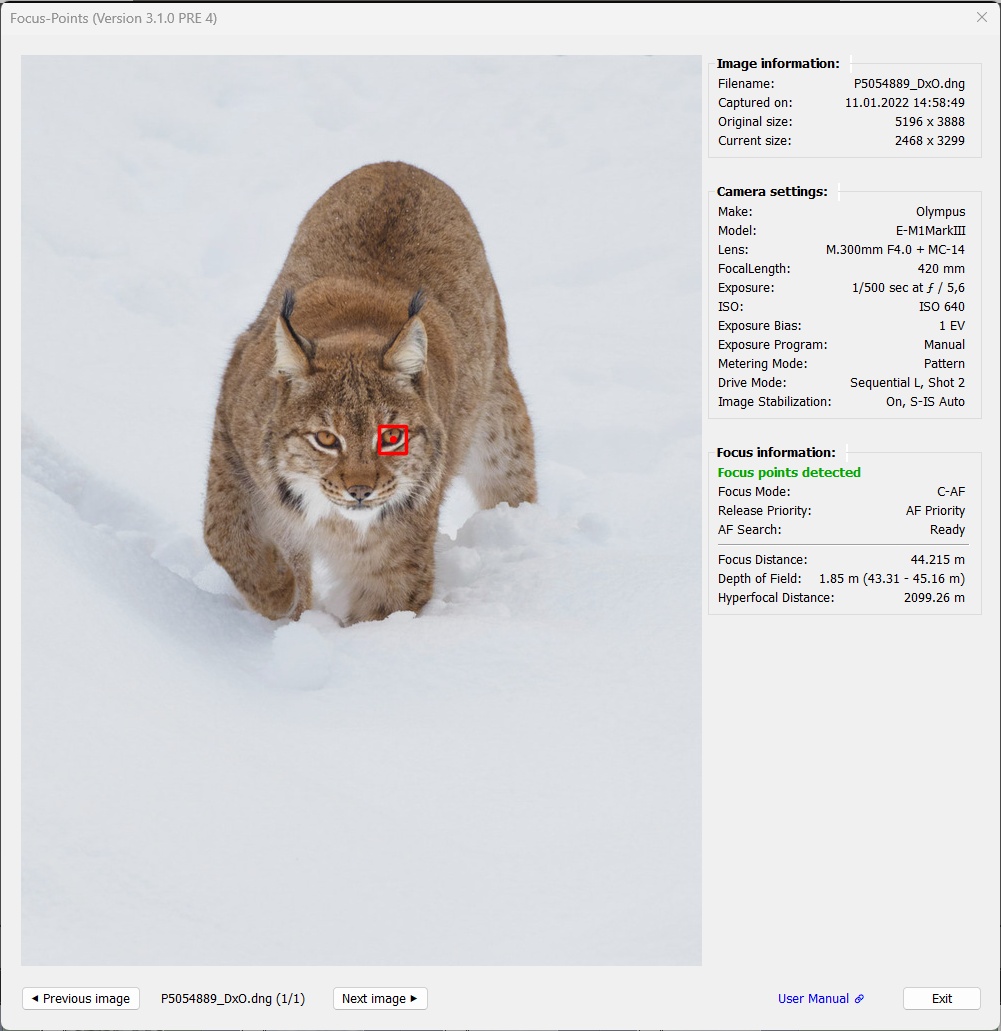 Focus-Points (Version 3.1.0 PRE 4)
Image information:
Filename: P5054889_DxO.dng
Captured on: 11.01.2022 14:58:49
Original size: 5196 x 3888
Current size: 2468 x 3299
Camera settings:
Make: Olympus
Model: E-M1MarkIII
Lens: M.300mm F4.0 + MC-14
FocalLength: 420 mm
Exposure: 1/500 sec at ƒ / 5,6
ISO: ISO 640
Exposure Bias: 1 EV
Exposure Program: Manual
Metering Mode: Pattern
Drive Mode: Sequential L, Shot 2
Image Stabilization: On, S-IS Auto
Focus information:
Focus points detected
Focus Mode: C-AF
Release Priority: AF Priority
AF Search: Ready
Focus Distance: 44.215 m
Depth of Field: 1.85 m (43.31 - 45.16 m)
Hyperfocal Distance: 2099.26 m
Previous image P5054889_DxO.dng (1/1) Next image User Manual Exit